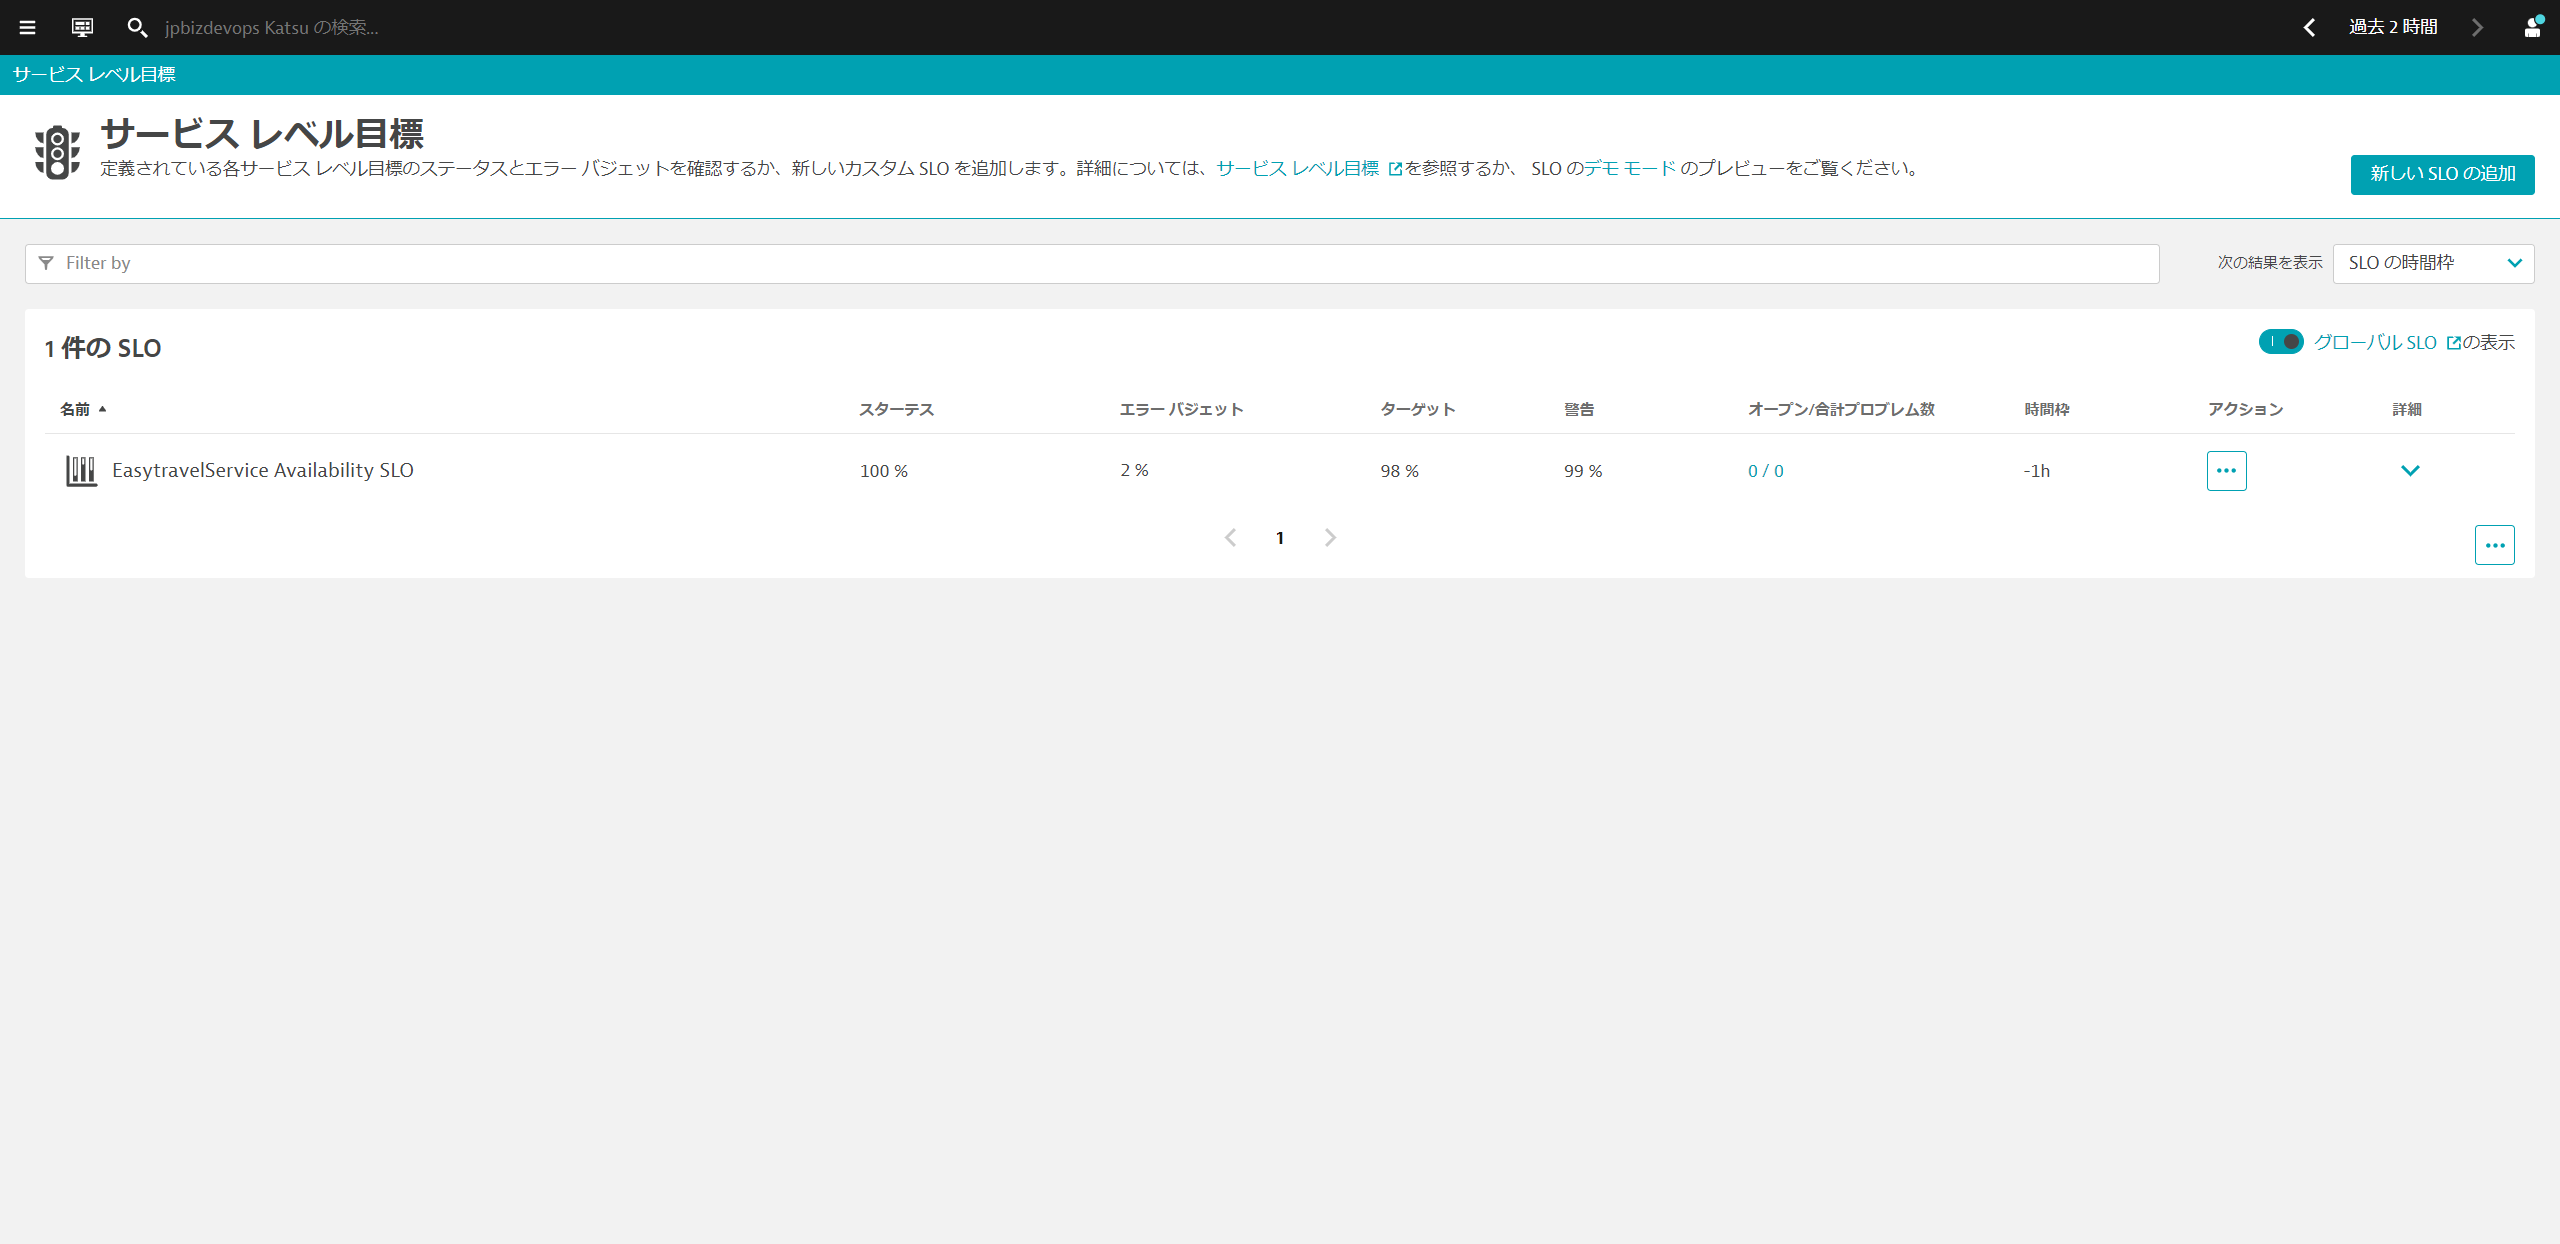 jpbizdevops Katsu の検索...
過去 2 時間
サービス レベル目標
サービス レベル目標
定義されている各サービス レベル目標のステータスとエラー バジェットを確認するか、新しいカスタム SLO を追加します。詳細については、サービス レベル目標 を参照するか、 SLO のデモ モード のプレビューをご覧ください。
新しい SLO の追加
Filter by
次の結果を表示
SLO の時間枠
1 件の SLO
グローバル SLO の表示
名前 スターテス エラー バジェット ターゲット 警告 オープン/合計プロブレム数 時間枠 アクション 詳細
EasytravelService Availability SLO 100 % 2 % 98 % 99 % 0 / 0 -1h
1